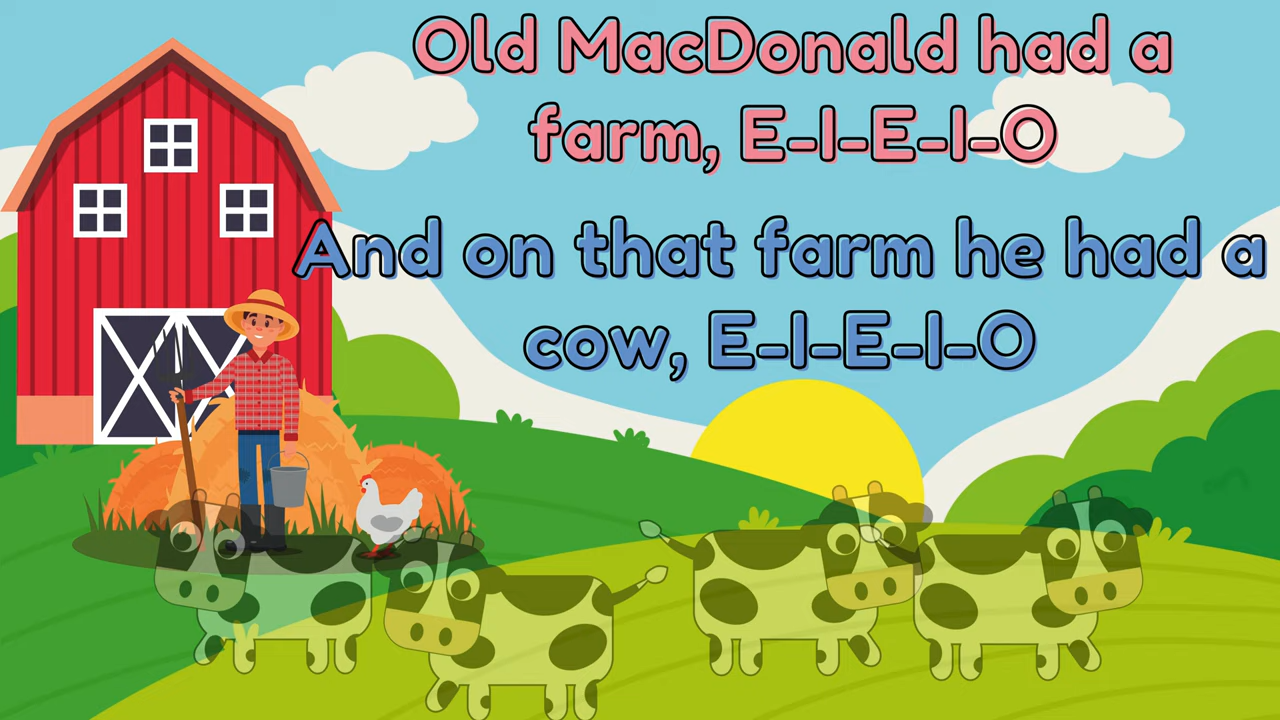 Old MacDonald had a
farm, E-I-E-I-O
And on that farm he had a
cow, E-I-E-I-O